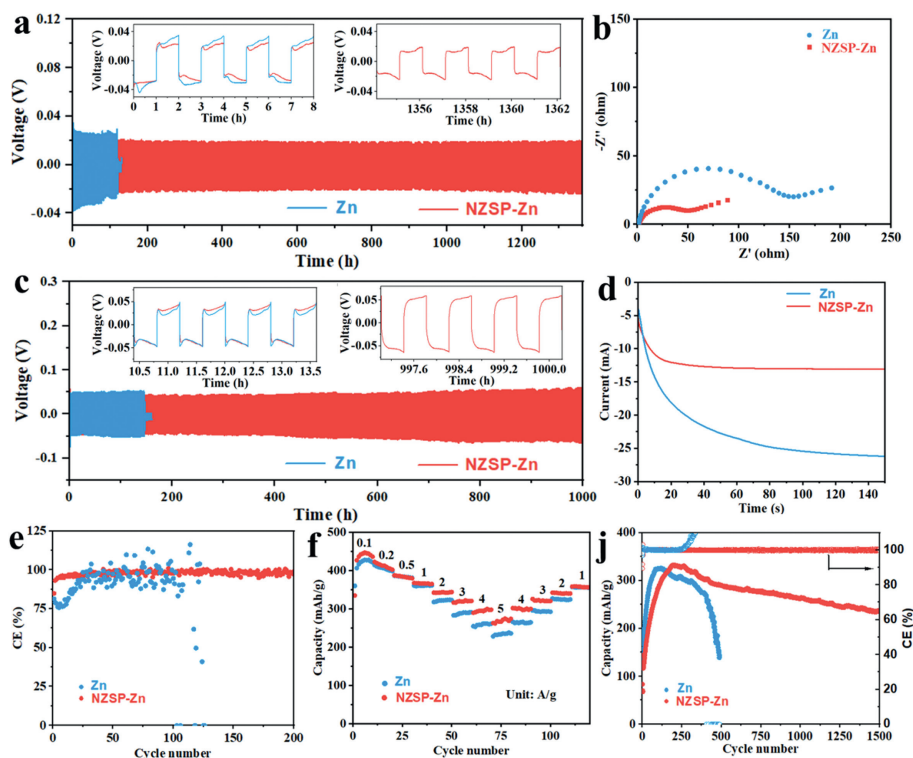 a
0.12
0.08
0.04
0.00
-0.04
Voltage (V)
0.04
0.00
-0.04
Voltage (V)
0 1 2 3 4 5 6 7 8
Time (h)
0.04
0.00
-0.04
Voltage (V)
1356 1358 1360 1362
Time (h)
Zn
NZSP-Zn
0 200 400 600 800 1000 1200
Time (h)
b
Zn
NZSP-Zn
150
100
50
0
-Z'' (ohm)
0 50 100 150 200 250
Z' (ohm)
c
0.3
0.2
0.1
0.0
-0.1
Voltage (V)
0.05
0.00
-0.05
Voltage (V)
10.5 11.0 11.5 12.0 12.5 13.0 13.5
Time (h)
0.05
0.00
-0.05
Voltage (V)
997.6 998.4 999.2 1000.0
Time (h)
Zn
NZSP-Zn
0 200 400 600 800 1000
Time (h)
d
Zn
NZSP-Zn
0
-5
-10
-15
-20
-25
-30
Current (mA)
0 20 40 60 80 100 120 140
Time (s)
e
125
100
75
50
25
0
CE (%)
Zn
NZSP-Zn
0 50 100 150 200
Cycle number
f
500
400
300
200
100
0
Capacity (mAh/g)
0.1
0.2
0.5
1
2
3
4
5
4
3
2
1
Zn
NZSP-Zn
Unit: A/g
0 25 50 75 100
Cycle number
j
400
300
200
100
0
Capacity (mAh/g)
Zn
NZSP-Zn
100
80
60
40
20
0
CE (%)
0 250 500 750 1000 1250 1500
Cycle number